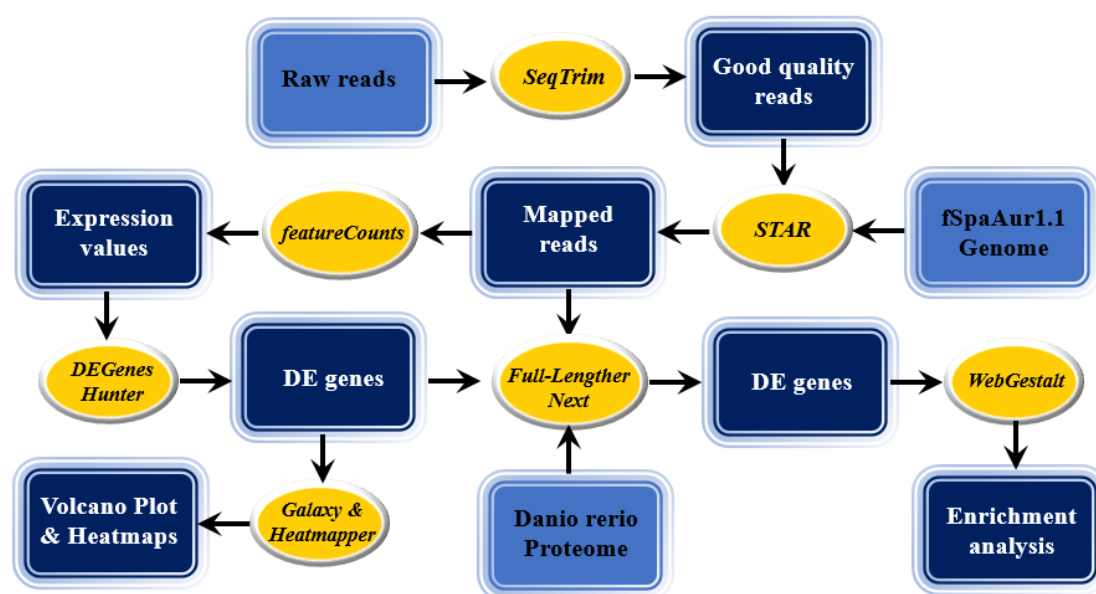 Raw reads
SeqTrim
Good quality
reads
Expression
values
featureCounts
Mapped
reads
STAR
fSpaAur1.1
Genome
DEGenes
Hunter
DE genes
Full-Lengther
Next
DE genes
WebGestalt
Volcano Plot
& Heatmaps
Galaxy &
Heatmapper
Danio rerio
Proteome
Enrichment
analysis